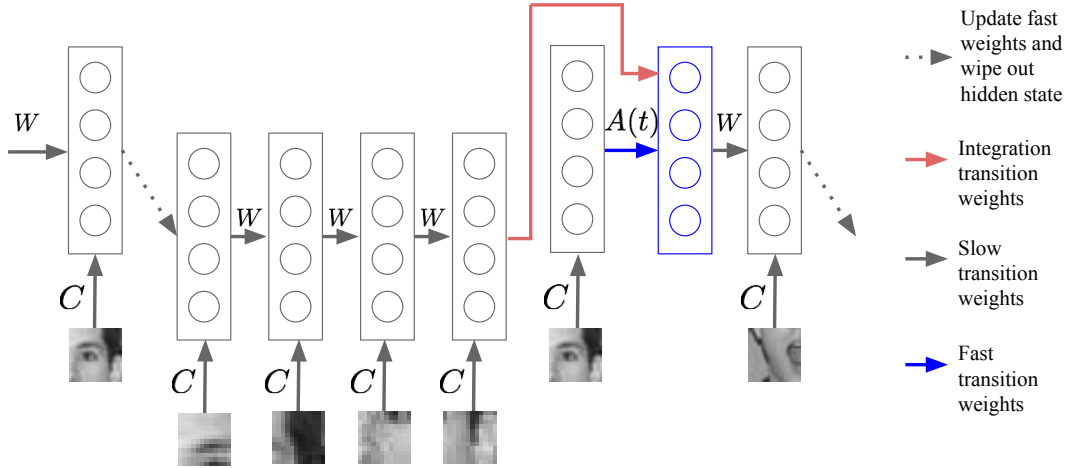 W
C
W
W
W
C
C
C
C
A(t)
W
C
C
Update fast
weights and
wipe out
hidden state
Integration
transition
weights
Slow
transition
weights
Fast
transition
weights